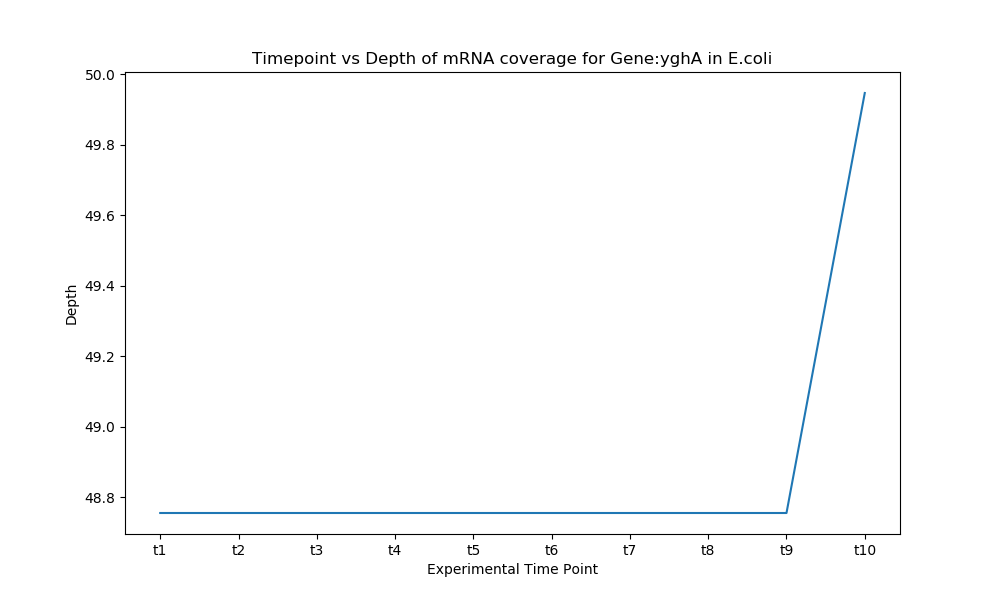 Timepoint vs Depth of mRNA coverage for Gene:yghA in E.coli
50.0
49.8
49.6
49.4
49.2
49.0
48.8
Depth
t1 t2 t3 t4 t5 t6 t7 t8 t9 t10
Experimental Time Point